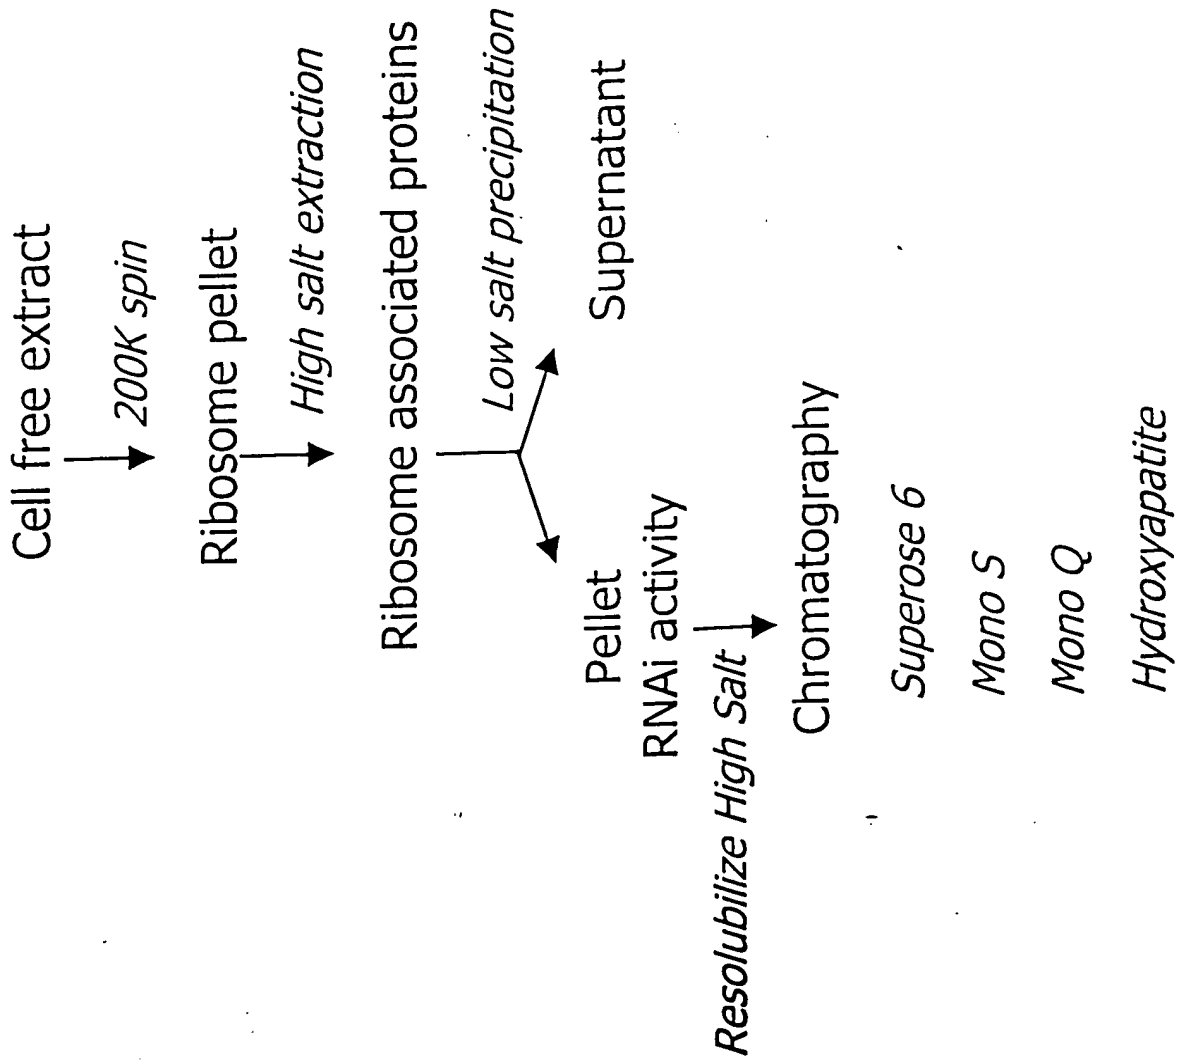 Cell free extract
200K spin
Ribosome pellet
High salt extraction
Ribosome associated proteins
Low salt precipitation
Pellet
RNAi activity
Supernatant
Resolubilize High Salt
Chromatography
Superose 6
Mono S
Mono Q
Hydroxyapatite